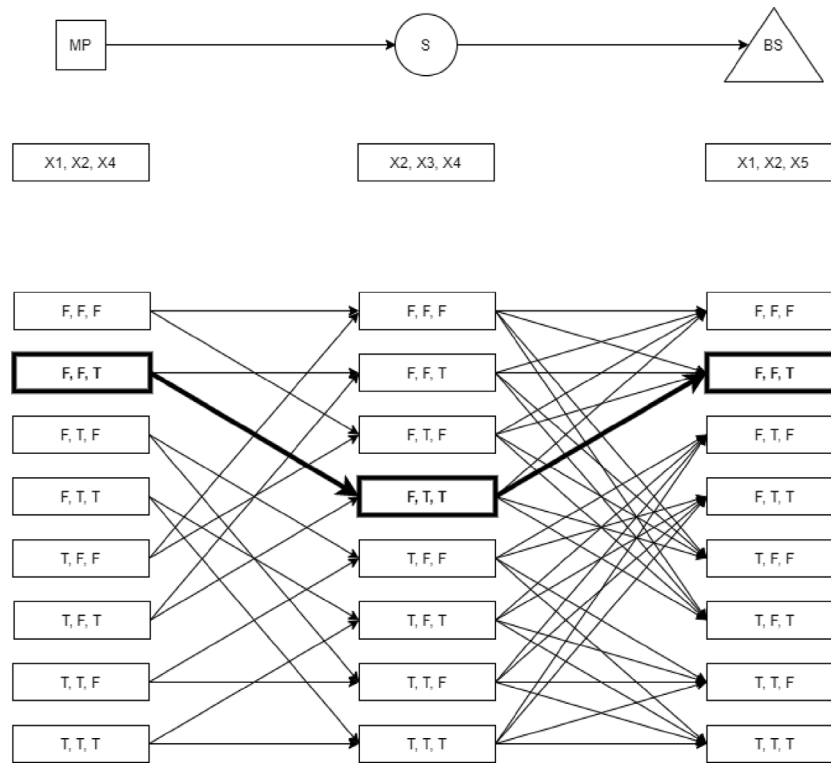 MP S BS
X1, X2, X4 X2, X3, X4 X1, X2, X5
F, F, F F, F, F F, F, F
F, F, T F, F, T F, F, T
F, T, F F, T, F F, T, F
F, T, T F, T, T F, T, T
T, F, F T, F, F T, F, F
T, F, T T, F, T T, F, T
T, T, F T, T, F T, T, F
T, T, T T, T, T T, T, T